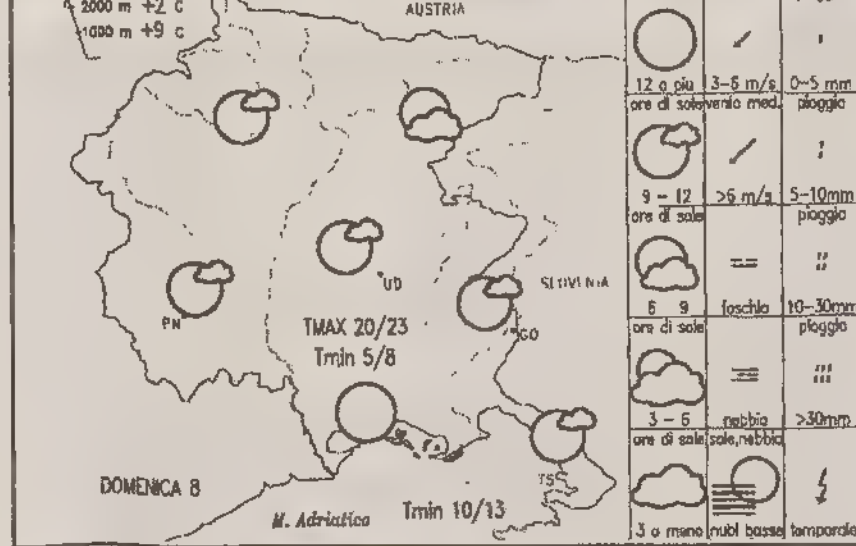 2000 m +2 c
1000 m +9 c
AUSTRIA
UD
SLOVENIA
PN
GO
TMAX 20/23
Tmin 5/8
TS
DOMENICA 8
M. Adriatico
Tmin 10/13
12 o piu
ore di sole
3-6 m/s
vento med.
0-5 mm
pioggia
9 - 12
ore di sole
>6 m/s
5-10mm
pioggia
6 9
ore di sole
foschia
10-30mm
pioggia
3 - 6
ore di sole
nebbia
>30mm
sole,nebbia
3 o meno
nubi basse
temporale